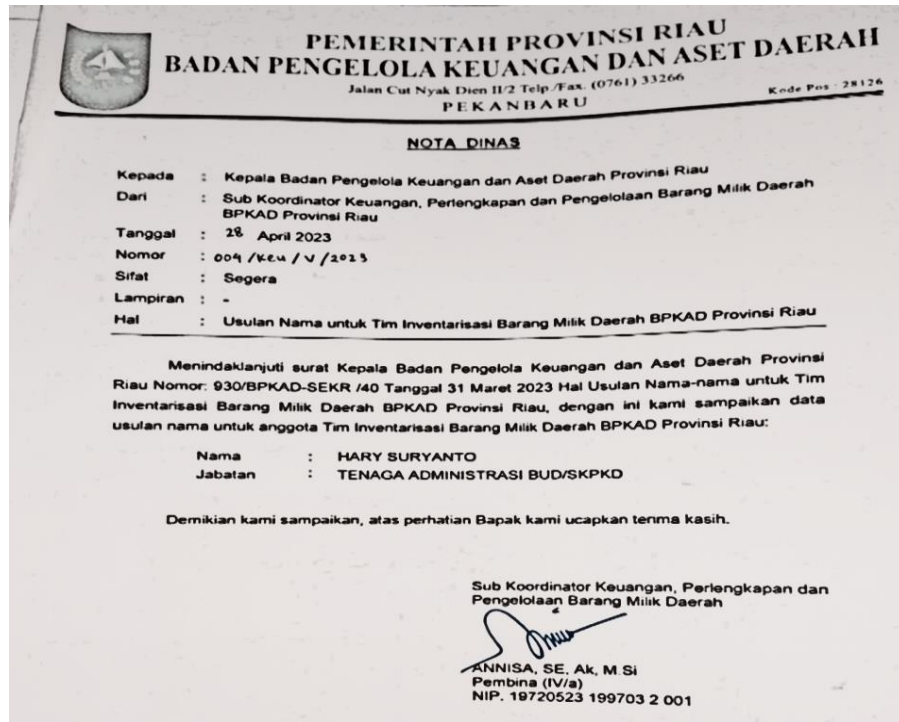 PEMERINTAH PROVINSI RIAU
BADAN PENGELOLA KEUANGAN DAN ASET DAERAH
Jalan Cut Nyak Dien II/2 Telp./Fax. (0761) 33266
Kode Pos : 28126
PEKANBARU
NOTA DINAS
Kepada : Kepala Badan Pengelola Keuangan dan Aset Daerah Provinsi Riau
Dari : Sub Koordinator Keuangan, Perlengkapan dan Pengelolaan Barang Milik Daerah
BPKAD Provinsi Riau
Tanggal : 28 April 2023
Nomor : 009 /Keu / V / 2023
Sifat : Segera
Lampiran : -
Hal : Usulan Nama untuk Tim Inventarisasi Barang Milik Daerah BPKAD Provinsi Riau
Menindaklanjuti surat Kepala Badan Pengelola Keuangan dan Aset Daerah Provinsi
Riau Nomor: 930/BPKAD-SEKR /40 Tanggal 31 Maret 2023 Hal Usulan Nama-nama untuk Tim
Inventarisasi Barang Milik Daerah BPKAD Provinsi Riau, dengan ini kami sampaikan data
usulan nama untuk anggota Tim Inventarisasi Barang Milik Daerah BPKAD Provinsi Riau:
Nama : HARY SURYANTO
Jabatan : TENAGA ADMINISTRASI BUD/SKPKD
Demikian kami sampaikan, atas perhatian Bapak kami ucapkan terima kasih.
Sub Koordinator Keuangan, Perlengkapan dan
Pengelolaan Barang Milik Daerah
ANNISA, SE, Ak, M.Si
Pembina (IV/a)
NIP. 19720523 199703 2 001